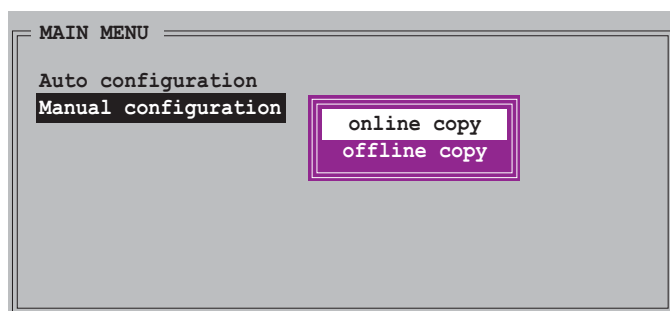 MAIN MENU
Auto configuration
Manual configuration
online copy
offline copy